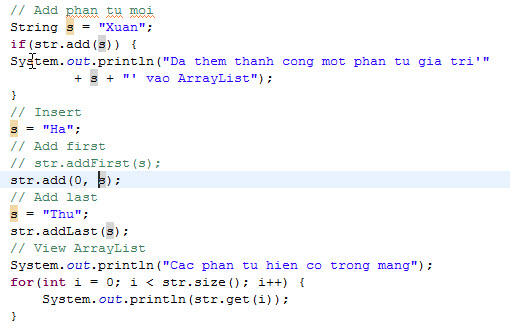 // Add phan tu moi
String s = "Xuan";
if(str.add(s)) {
System.out.println("Da them thanh cong mot phan tu gia tri'"
        + s + "' vao ArrayList");
}
// Insert
s = "Ha";
// Add first
// str.addFirst(s);
str.add(0, s);
// Add last
s = "Thu";
str.addLast(s);
// View ArrayList
System.out.println("Cac phan tu hien co trong mang");
for(int i = 0; i < str.size(); i++) {
    System.out.println(str.get(i));
}